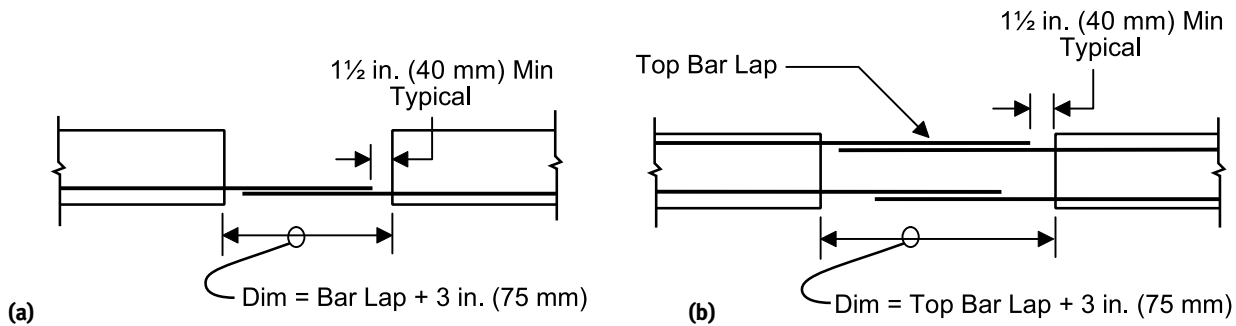 1½ in. (40 mm) Min
Typical
Dim = Bar Lap + 3 in. (75 mm)
(a)
1½ in. (40 mm) Min
Typical
Top Bar Lap
Dim = Top Bar Lap + 3 in. (75 mm)
(b)